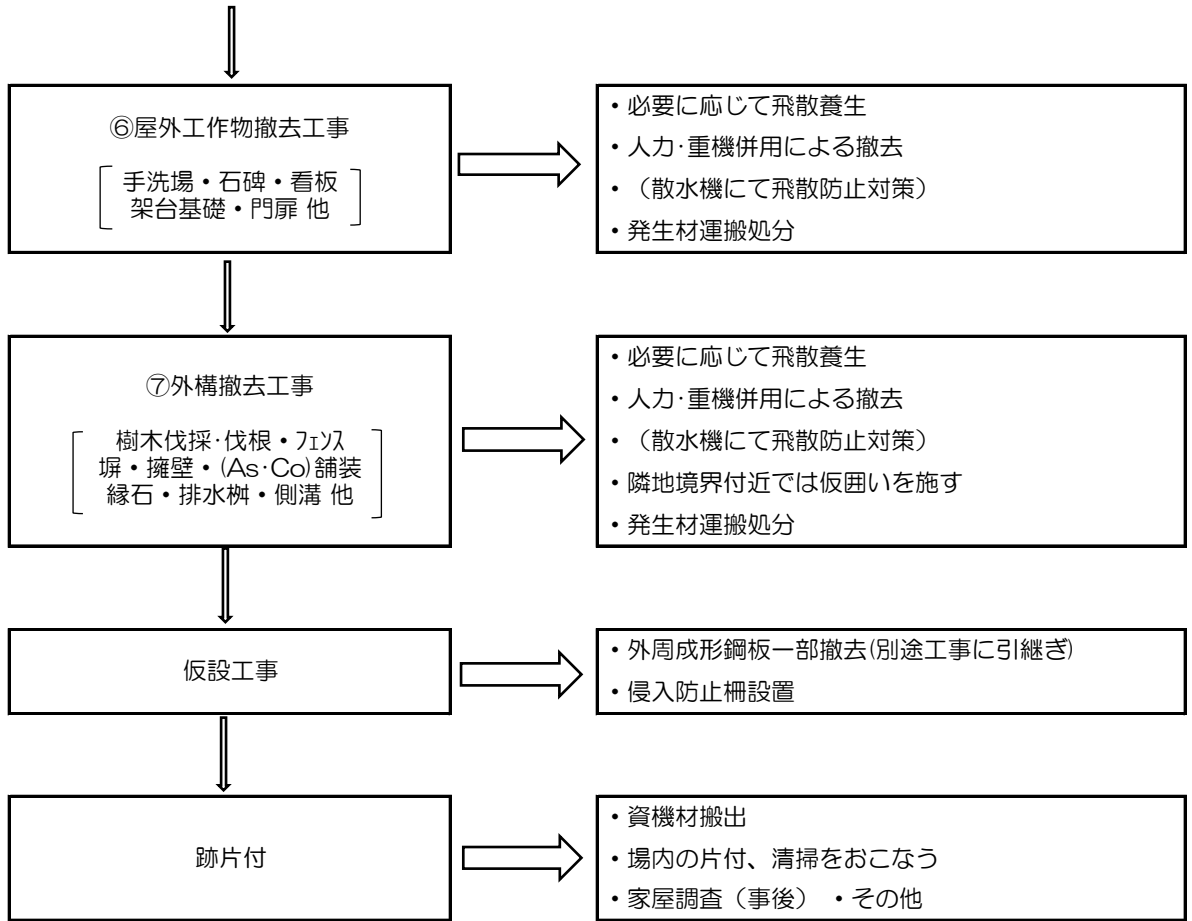 ⑥屋外工作物撤去工事
手洗場・石碑・看板
架台基礎・門扉 他
・必要に応じて飛散養生
・人力･重機併用による撤去
・（散水機にて飛散防止対策）
・発生材運搬処分
⑦外構撤去工事
樹木伐採･伐根・ﾌｪﾝｽ
塀・擁壁・(As･Co)舗装
縁石・排水桝・側溝 他
・必要に応じて飛散養生
・人力･重機併用による撤去
・（散水機にて飛散防止対策）
・隣地境界付近では仮囲いを施す
・発生材運搬処分
仮設工事
・外周成形鋼板一部撤去(別途工事に引継ぎ)
・侵入防止柵設置
跡片付
・資機材搬出
・場内の片付、清掃をおこなう
・家屋調査（事後）　・その他